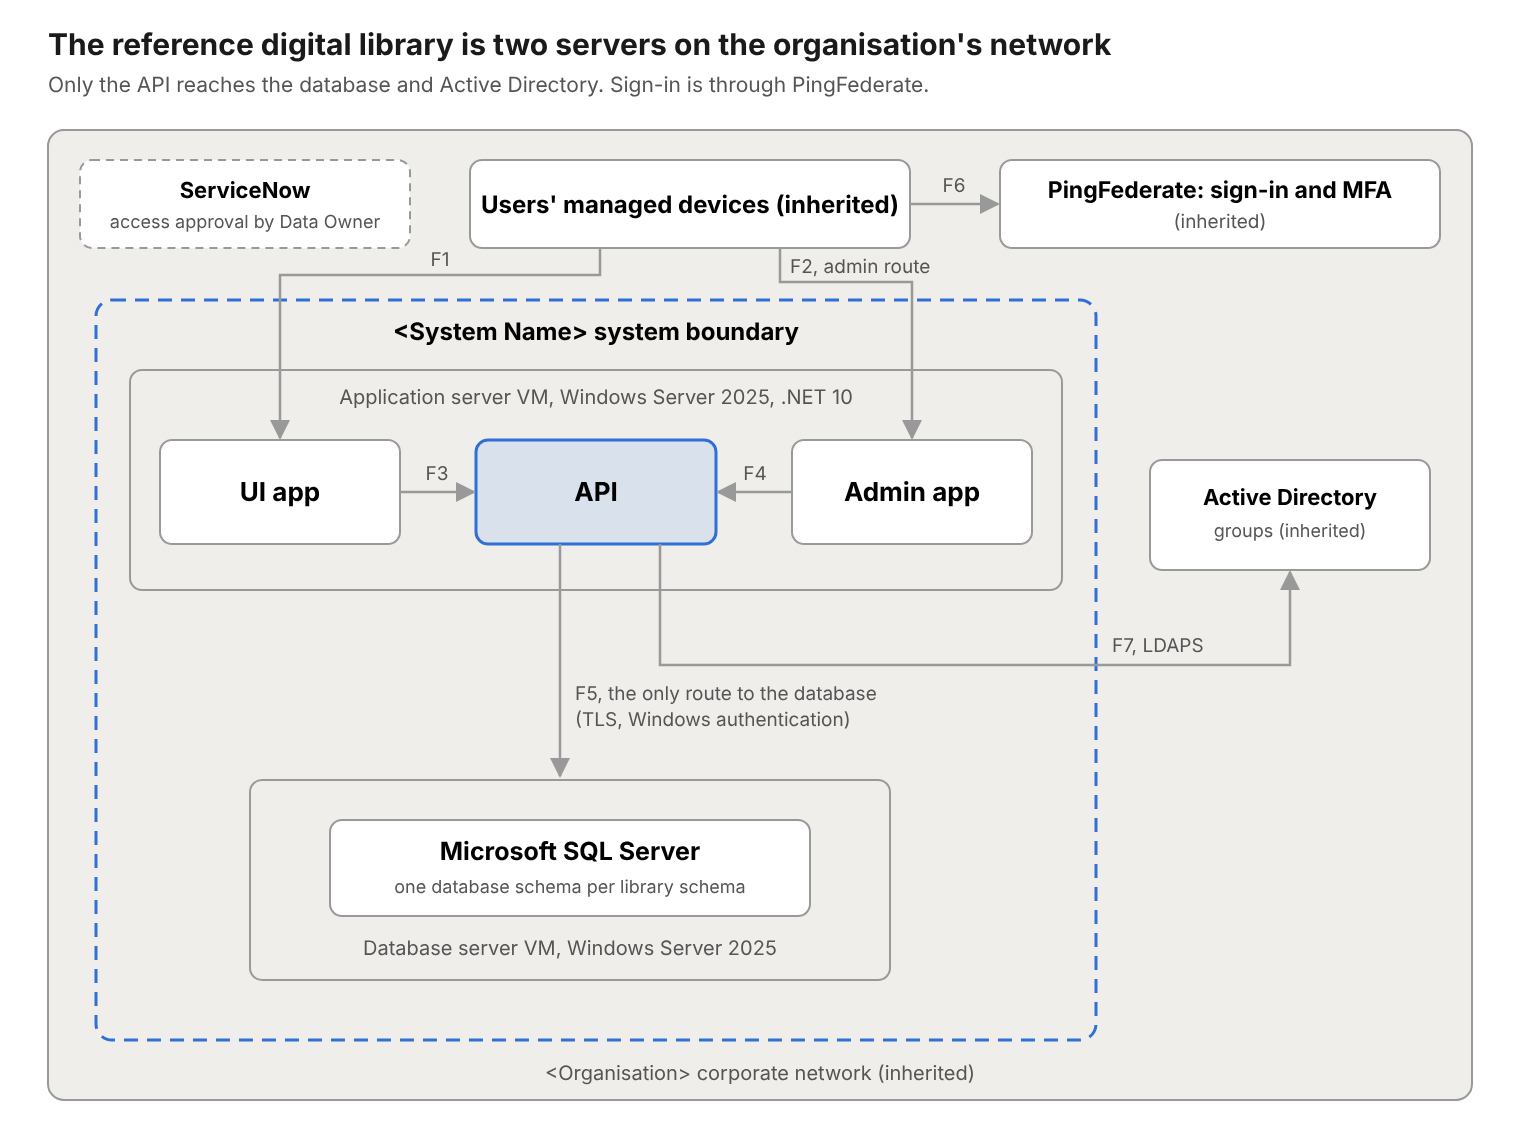 The reference digital library is two servers on the organisation's network
Only the API reaches the database and Active Directory. Sign-in is through PingFederate.
ServiceNow
access approval by Data Owner
Users' managed devices (inherited)
F6
PingFederate: sign-in and MFA
(inherited)
F1
F2, admin route
<System Name> system boundary
Application server VM, Windows Server 2025, .NET 10
UI app
F3
API
F4
Admin app
Active Directory
groups (inherited)
F7, LDAPS
F5, the only route to the database
(TLS, Windows authentication)
Microsoft SQL Server
one database schema per library schema
Database server VM, Windows Server 2025
<Organisation> corporate network (inherited)